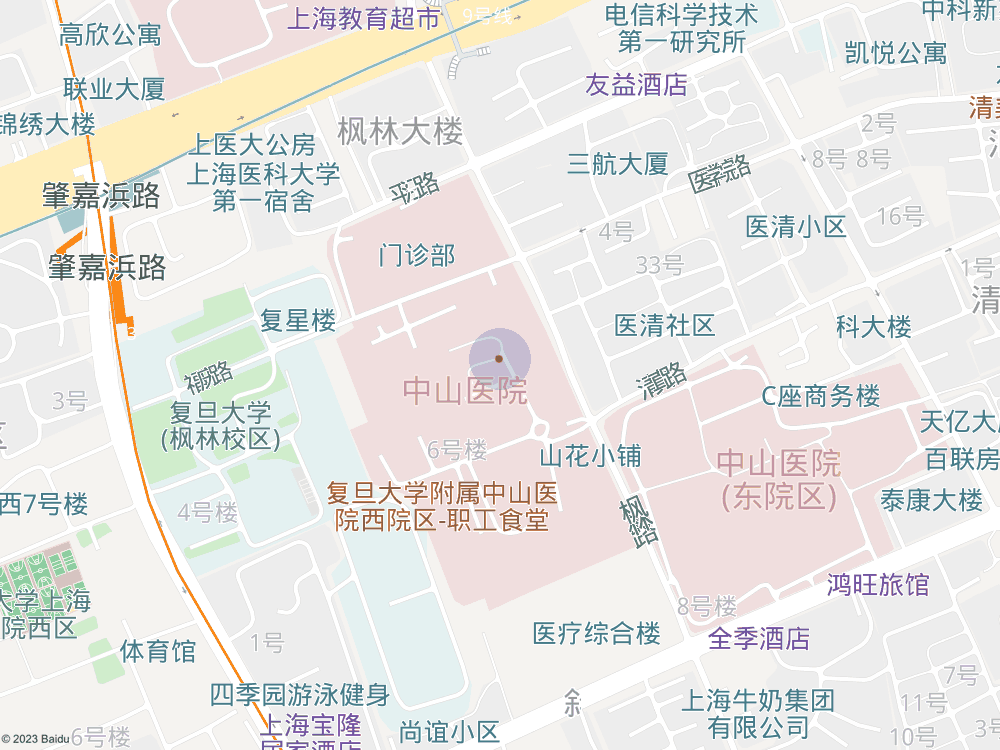 上海教育超市
9号线
电信科学技术
第一研究所
中科新
高欣公寓
凯悦公寓
联业大厦
友益酒店
清美
锦绣大楼
枫林大楼
2号
上医大公房
三航大厦
8号 8号
上海医科大学
第一宿舍
医学院路
平江路
肇嘉浜路
16号
4号
医清小区
门诊部
肇嘉浜路
33号
1号
清
复星楼
医清社区
科大楼
中山医院
C座商务楼
3号
复旦大学
(枫林校区)
天亿大
6号楼
山花小铺
中山医院
(东院区)
百联房
复旦大学附属中山医
院西院区-职工食堂
西7号楼
4号楼
泰康大楼
枫林路
鸿旺旅馆
大学上海
院西区
8号楼
1号
医疗综合楼
全季酒店
体育馆
7号
四季园游泳健身
斜
上海牛奶集团
有限公司
11号
10号
3号
上海宝隆
居家酒店
尚谊小区
6号楼
© 2023 Baidu